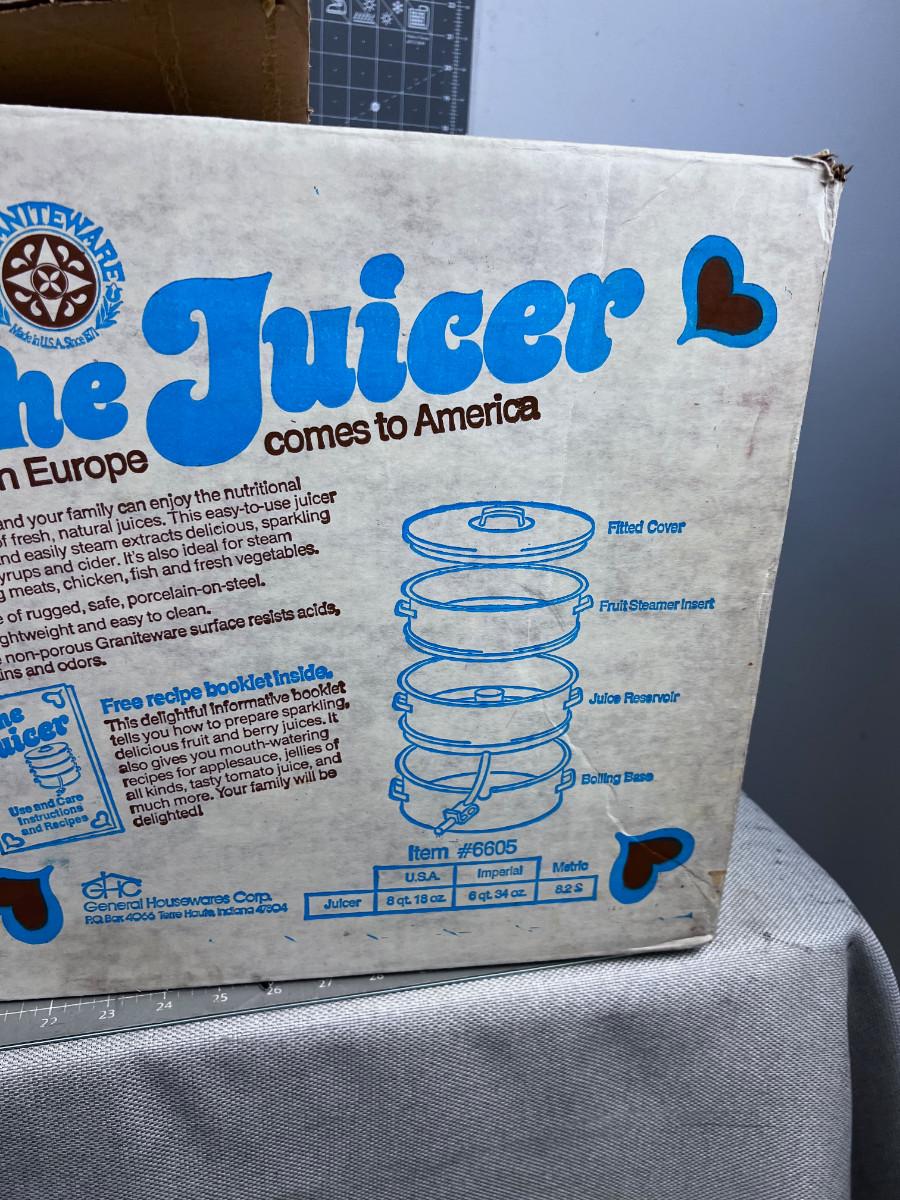 ANITEWARE
Made in U.S.A. Since 1871
he Juicer
n Europe comes to America
and your family can enjoy the nutritional
of fresh, natural juices. This easy-to-use juicer
nd easily steam extracts delicious, sparkling
yrups and cider. It's also ideal for steam
g meats, chicken, fish and fresh vegetables.
e of rugged, safe, porcelain-on-steel.
ghtweight and easy to clean.
e non-porous Graniteware surface resists acids,
ins and odors.
Fitted Cover
Fruit Steamer Insert
Juice Reservoir
Boiling Base
he
uicer
Use and Care
Instructions
and Recipes
Free recipe booklet inside.
This delightful informative booklet
tells you how to prepare sparkling,
delicious fruit and berry juices. It
also gives you mouth-watering
recipes for applesauce, jellies of
all kinds, tasty tomato juice, and
much more. Your family will be
delighted!
GHC
General Housewares Corp.
P.O. Box 4066 Terre Haute, Indiana 47804
Item #6605
U.S.A. Imperial Metric
Juicer 8 qt. 18 oz. 6 qt. 34 oz. 8.2
22 23 24 25 26 27 28